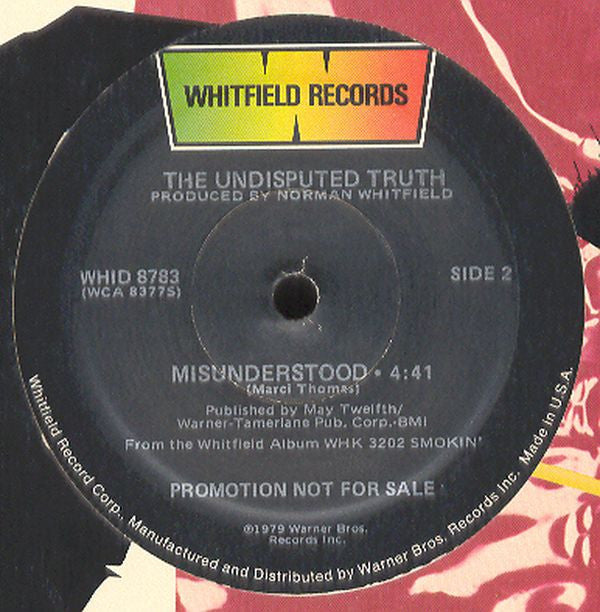 WHITFIELD RECORDS
THE UNDISPUTED TRUTH
PRODUCED BY NORMAN WHITFIELD
WHID 8783
(WCA 8377S)
SIDE 2
MISUNDERSTOOD • 4:41
(Marci Thomas)
Published by May Twelfth/
Warner-Tamerlane Pub. Corp.-BMI
From the Whitfield Album WHK 3202 SMOKIN'
PROMOTION NOT FOR SALE
℗1979 Warner Bros.
Records Inc.
Whitfield Record Corp., Manufactured and Distributed by Warner Bros. Records Inc. Made in U.S.A.